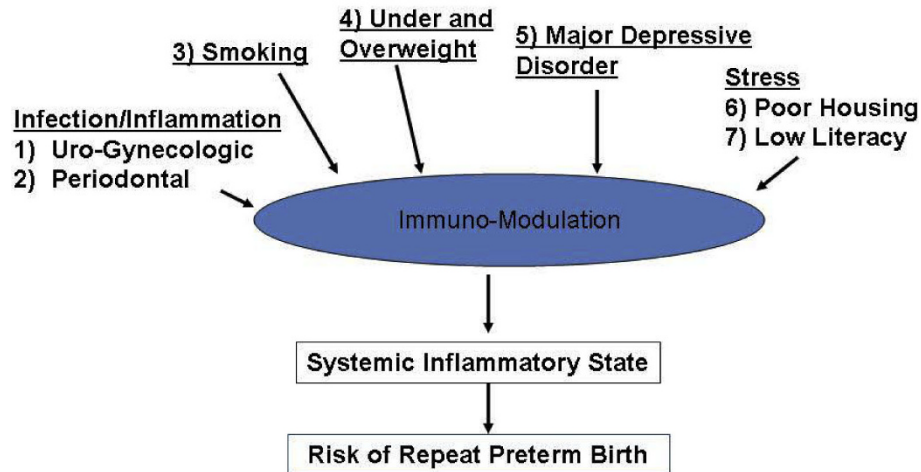 4) Under and
Overweight
3) Smoking
5) Major Depressive
Disorder
Stress
6) Poor Housing
7) Low Literacy
Infection/Inflammation
1) Uro-Gynecologic
2) Periodontal
Immuno-Modulation
Systemic Inflammatory State
Risk of Repeat Preterm Birth